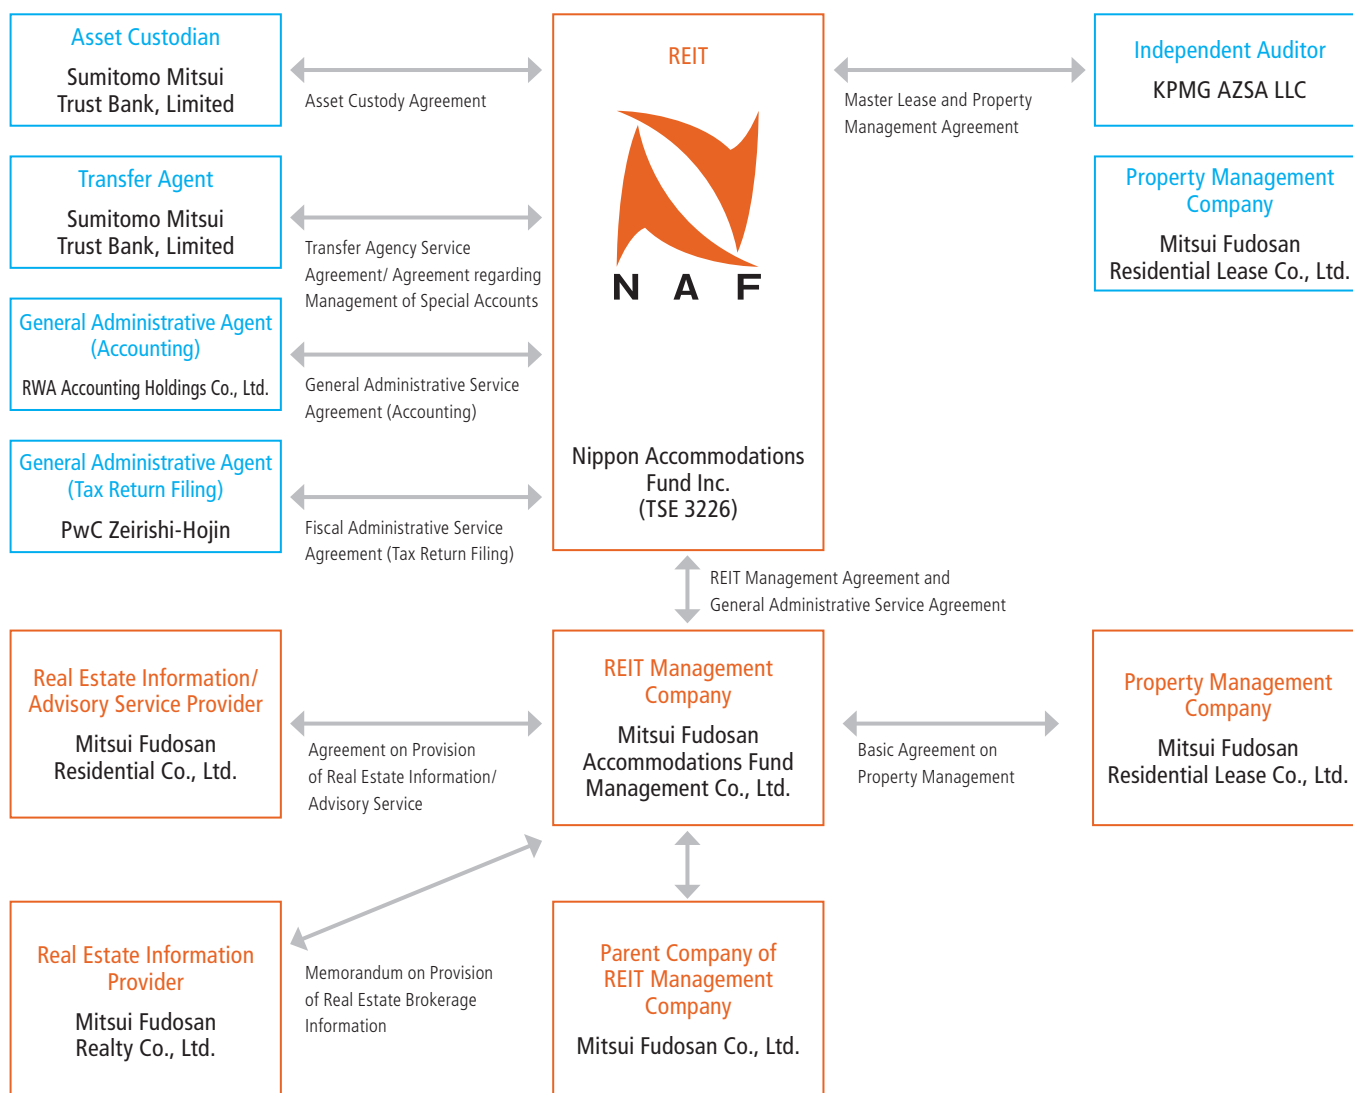 Asset Custodian
Sumitomo Mitsui
Trust Bank, Limited
Asset Custody Agreement
REIT
NAF
Nippon Accommodations
Fund Inc.
(TSE 3226)
Master Lease and Property
Management Agreement
Independent Auditor
KPMG AZSA LLC
Transfer Agent
Sumitomo Mitsui
Trust Bank, Limited
Transfer Agency Service
Agreement/ Agreement regarding
Management of Special Accounts
Property Management
Company
Mitsui Fudosan
Residential Lease Co., Ltd.
General Administrative Agent
(Accounting)
RWA Accounting Holdings Co., Ltd.
General Administrative Service
Agreement (Accounting)
General Administrative Agent
(Tax Return Filing)
PwC Zeirishi-Hojin
Fiscal Administrative Service
Agreement (Tax Return Filing)
REIT Management Agreement and
General Administrative Service Agreement
Real Estate Information/
Advisory Service Provider
Mitsui Fudosan
Residential Co., Ltd.
Agreement on Provision
of Real Estate Information/
Advisory Service
REIT Management
Company
Mitsui Fudosan
Accommodations Fund
Management Co., Ltd.
Basic Agreement on
Property Management
Property Management
Company
Mitsui Fudosan
Residential Lease Co., Ltd.
Real Estate Information
Provider
Mitsui Fudosan
Realty Co., Ltd.
Memorandum on Provision
of Real Estate Brokerage
Information
Parent Company of
REIT Management
Company
Mitsui Fudosan Co., Ltd.